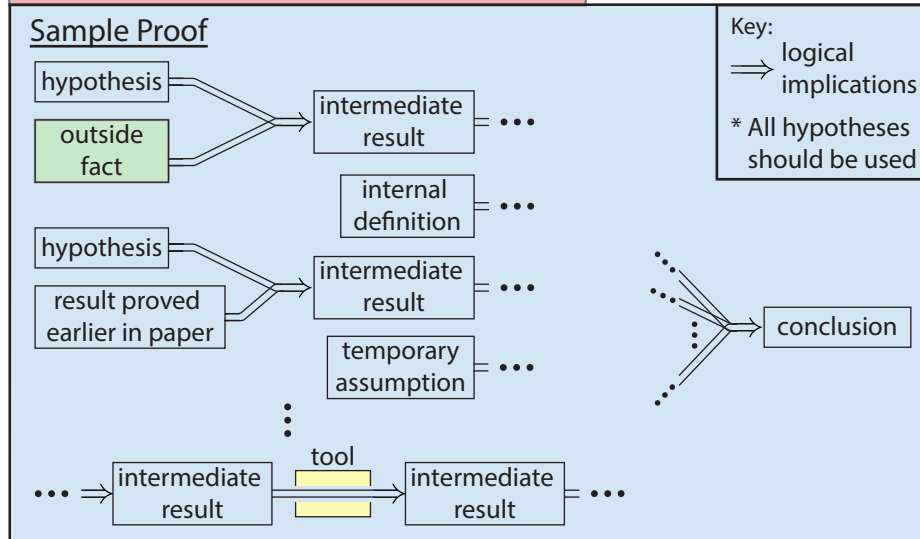 Sample Proof
Key:
logical
implications
* All hypotheses
should be used
hypothesis
outside
fact
intermediate
result
internal
definition
hypothesis
result proved
earlier in paper
intermediate
result
temporary
assumption
conclusion
intermediate
result
tool
intermediate
result